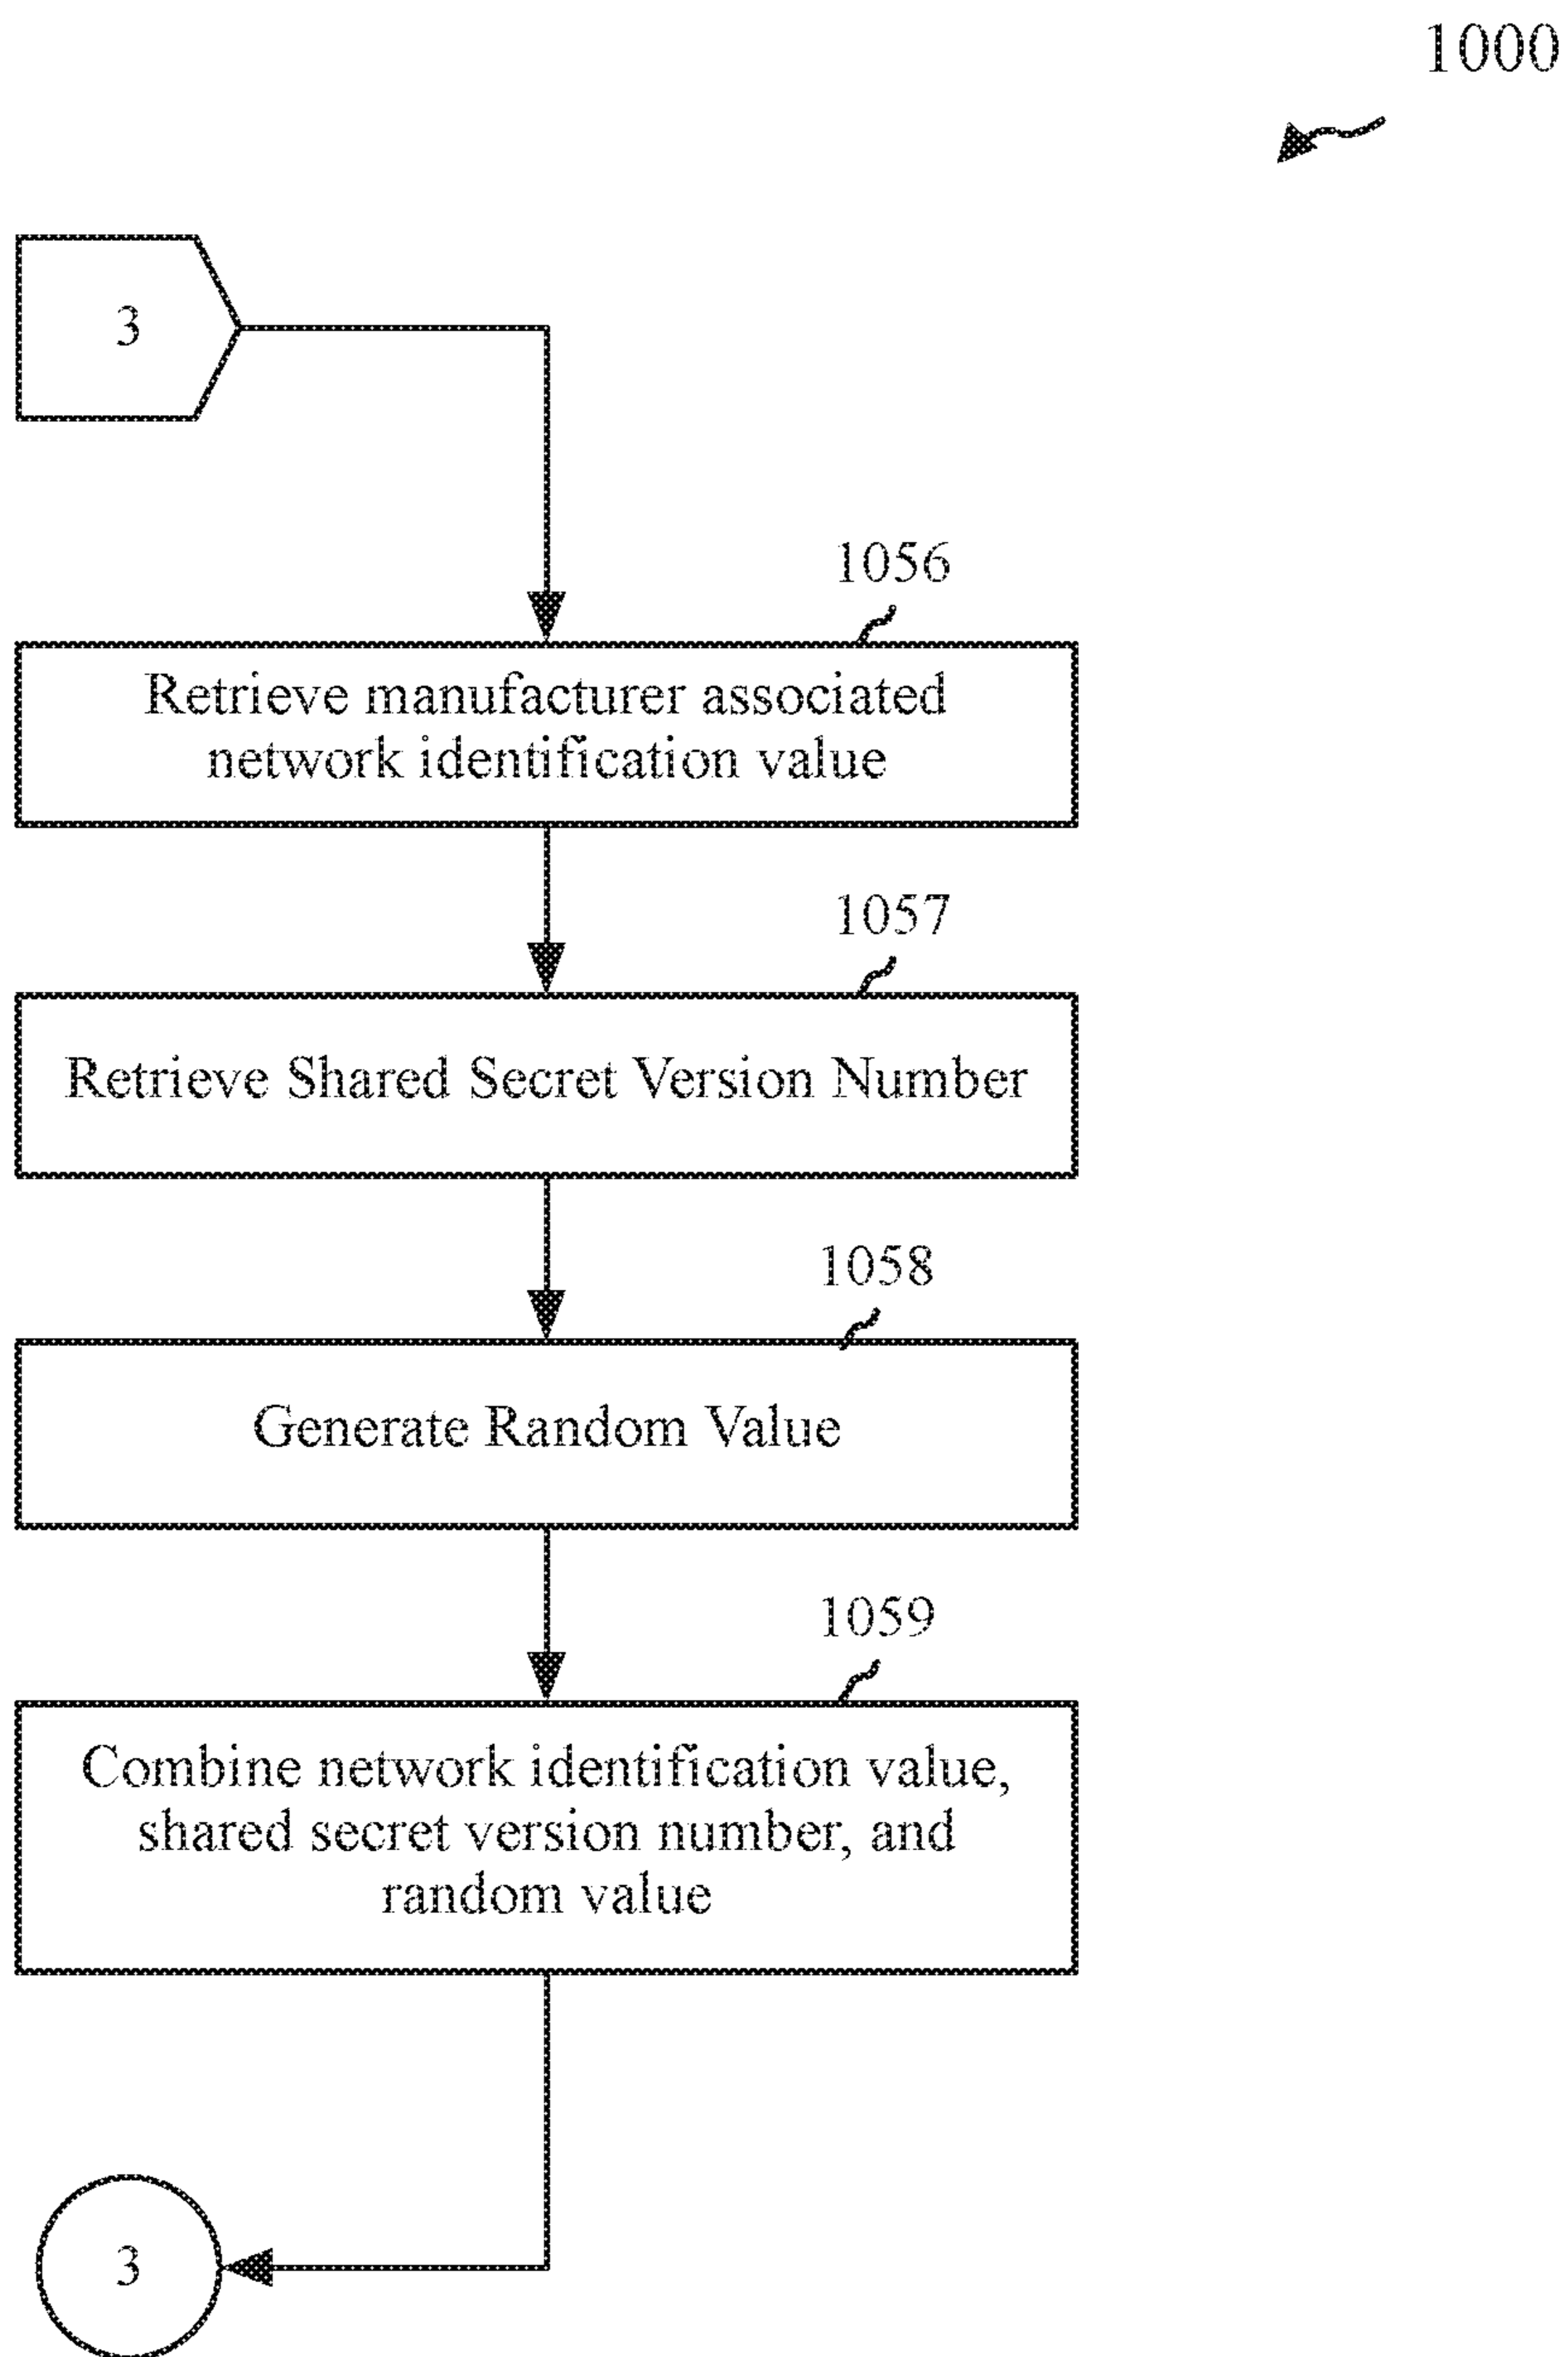 1000
3
1056
Retrieve manufacturer associated
network identification value
1057
Retrieve Shared Secret Version Number
1058
Generate Random Value
1059
Combine network identification value,
shared secret version number, and
random value
3